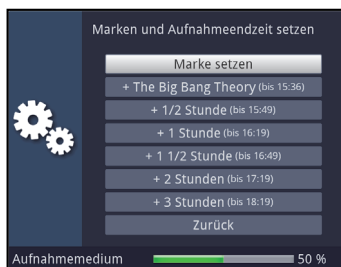 Marken und Aufnahmeendzeit setzen
Marke setzen
+ The Big Bang Theory (bis 15:36)
+ 1/2 Stunde (bis 15:49)
+ 1 Stunde (bis 16:19)
+ 1 1/2 Stunde (bis 16:49)
+ 2 Stunden (bis 17:19)
+ 3 Stunden (bis 18:19)
Zurück
Aufnahmemedium 50 %